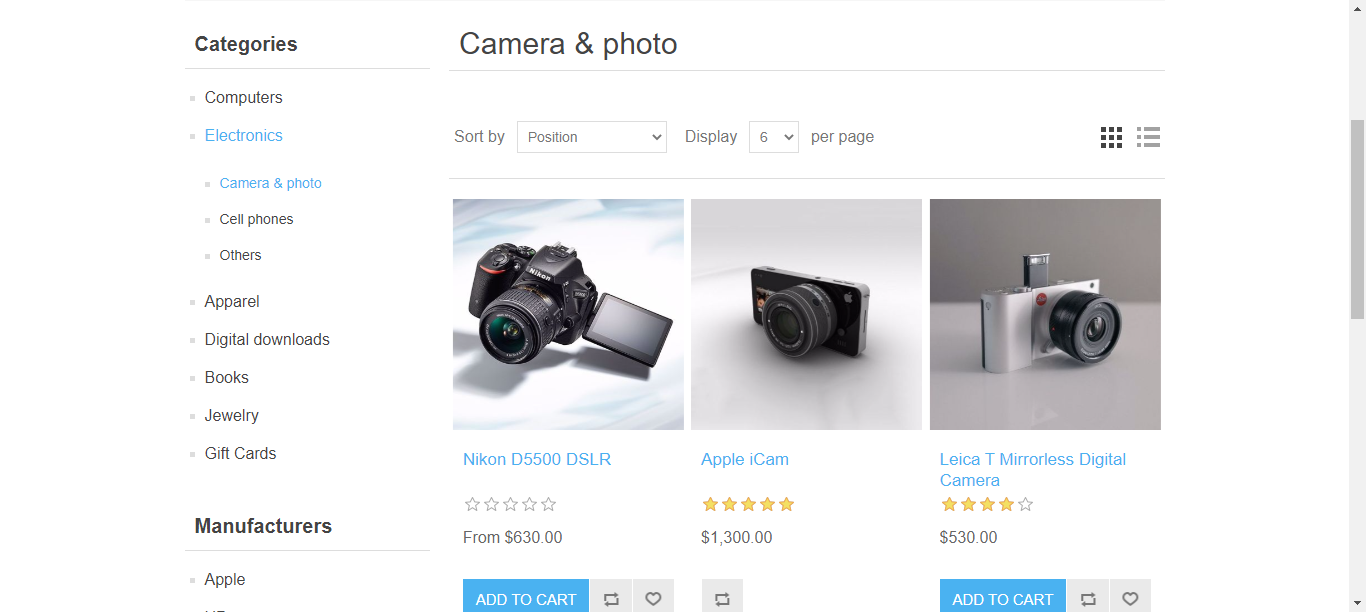 Categories
Computers
Electronics
Camera & photo
Cell phones
Others
Apparel
Digital downloads
Books
Jewelry
Gift Cards
Manufacturers
Apple
Camera & photo
Sort by Position Display 6 per page
Nikon
Nikon D5500 DSLR
From $630.00
ADD TO CART
Apple iCam
$1,300.00
Leica T Mirrorless Digital
Camera
$530.00
ADD TO CART